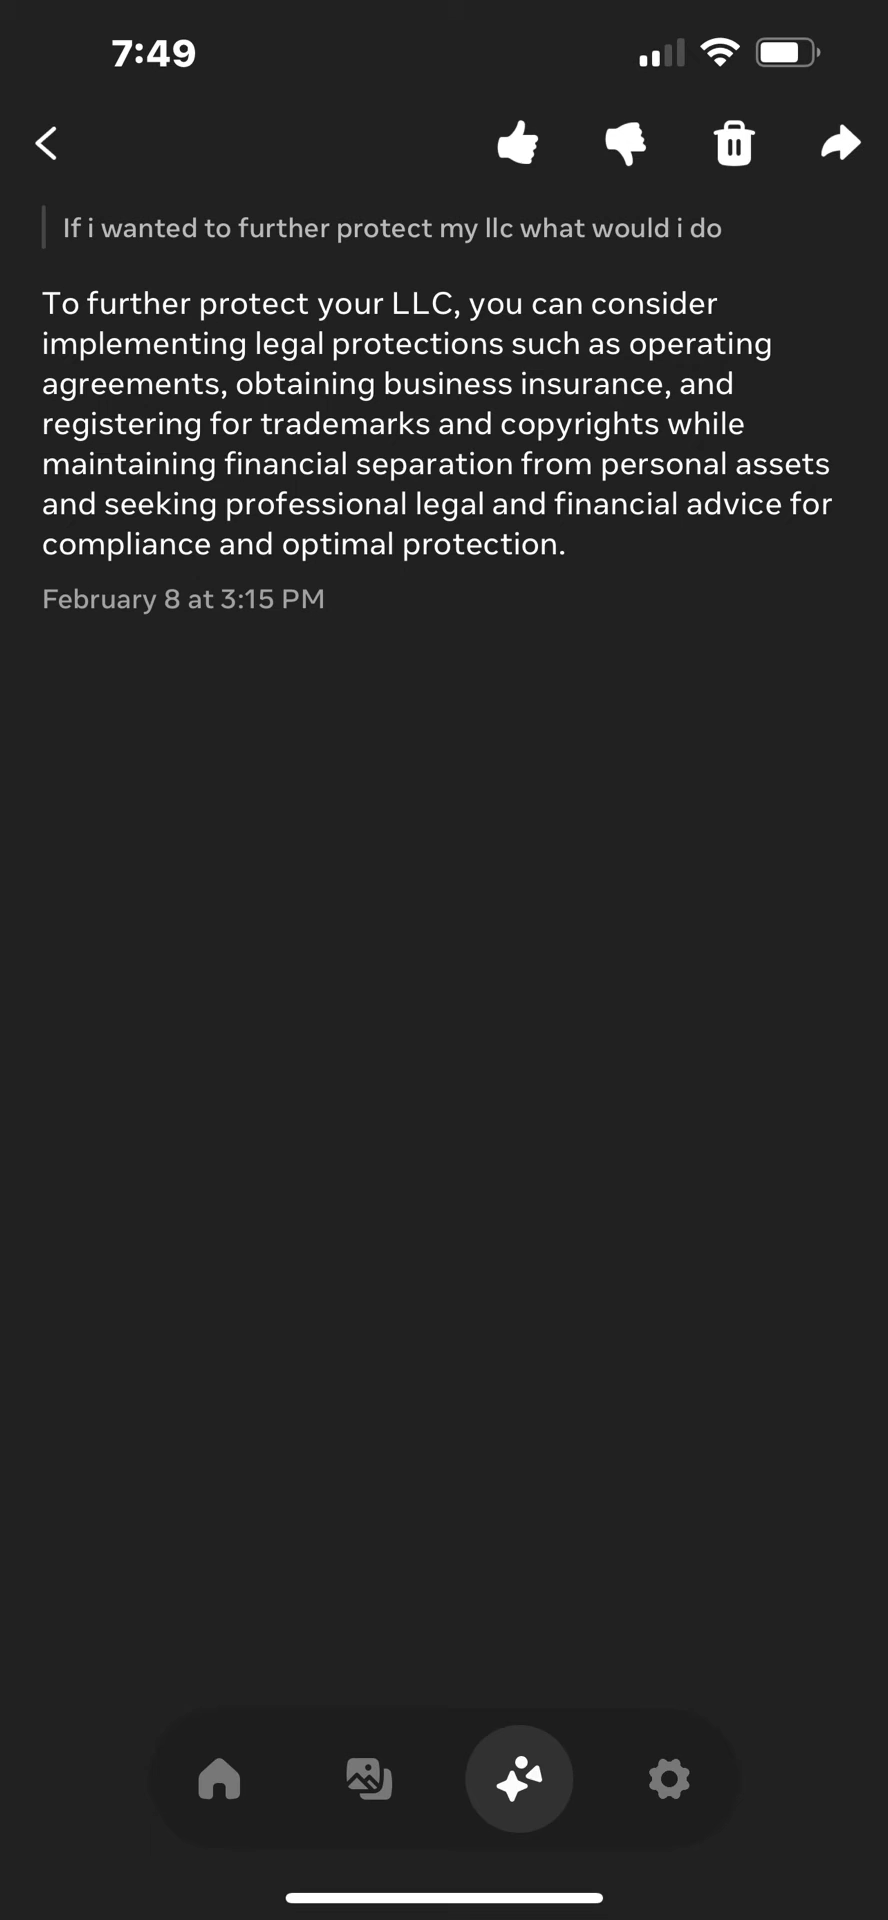 7:49
If i wanted to further protect my llc what would i do
To further protect your LLC, you can consider
implementing legal protections such as operating
agreements, obtaining business insurance, and
registering for trademarks and copyrights while
maintaining financial separation from personal assets
and seeking professional legal and financial advice for
compliance and optimal protection.
February 8 at 3:15 PM